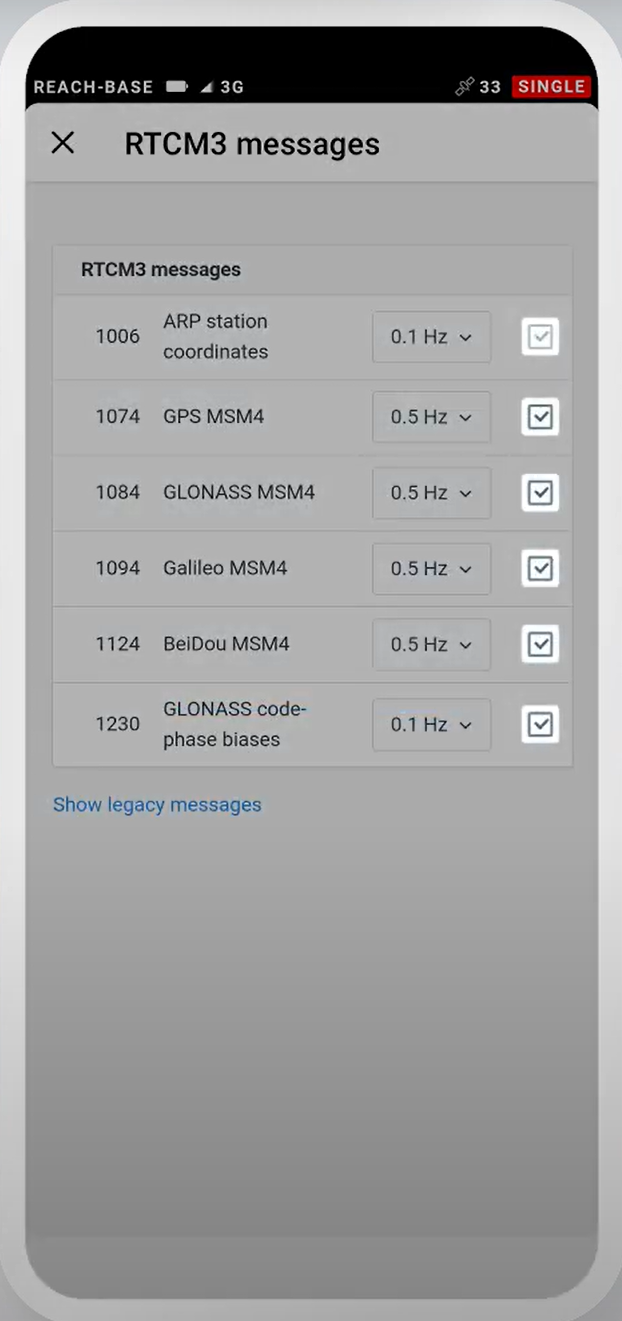 REACH-BASE 3G 33 SINGLE
RTCM3 messages
RTCM3 messages
1006 ARP station coordinates 0.1 Hz
1074 GPS MSM4 0.5 Hz
1084 GLONASS MSM4 0.5 Hz
1094 Galileo MSM4 0.5 Hz
1124 BeiDou MSM4 0.5 Hz
1230 GLONASS code-phase biases 0.1 Hz
Show legacy messages